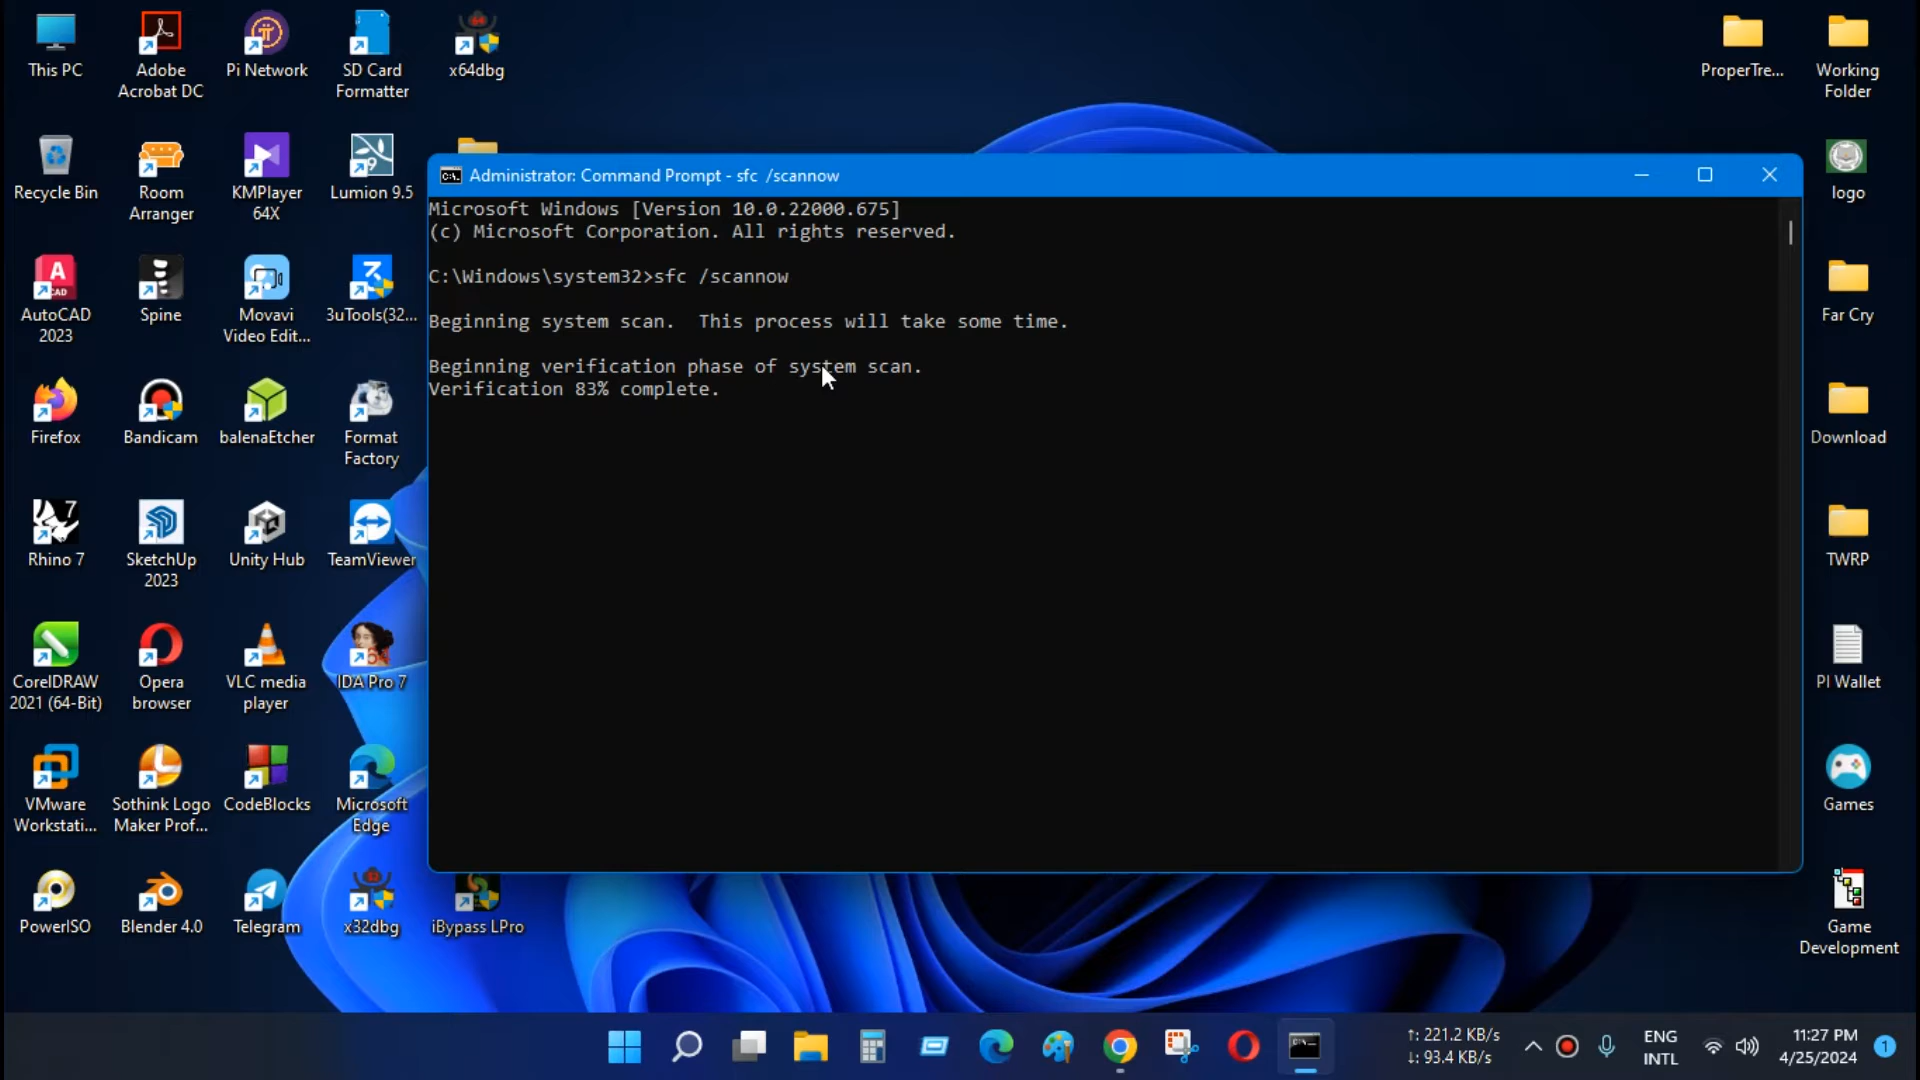 This PC
Adobe
Acrobat DC
Pi Network
SD Card
Formatter
x64dbg
ProperTre...
Working
Folder
Recycle Bin
Room
Arranger
KMPlayer
64X
9
Lumion 9.5
logo
Administrator: Command Prompt - sfc /scannow
Microsoft Windows [Version 10.0.22000.675]
(c) Microsoft Corporation. All rights reserved.
C:\Windows\system32>sfc /scannow
Beginning system scan. This process will take some time.
Beginning verification phase of system scan.
Verification 83% complete.
A
CAD
AutoCAD
2023
Spine
Movavi
Video Edit...
3uTools(32...
Far Cry
Firefox
Bandicam
balenaEtcher
Format
Factory
Download
7
Rhino 7
SketchUp
2023
Unity Hub
TeamViewer
TWRP
CorelDRAW
2021 (64-Bit)
Opera
browser
VLC media
player
IDA Pro 7
PI Wallet
VMware
Workstati...
Sothink Logo
Maker Prof...
CodeBlocks
Microsoft
Edge
Games
PowerISO
Blender 4.0
Telegram
x32dbg
iBypass LPro
Game
Development
↑: 221.2 KB/s
↓: 93.4 KB/s
ENG
INTL
11:27 PM
4/25/2024
1